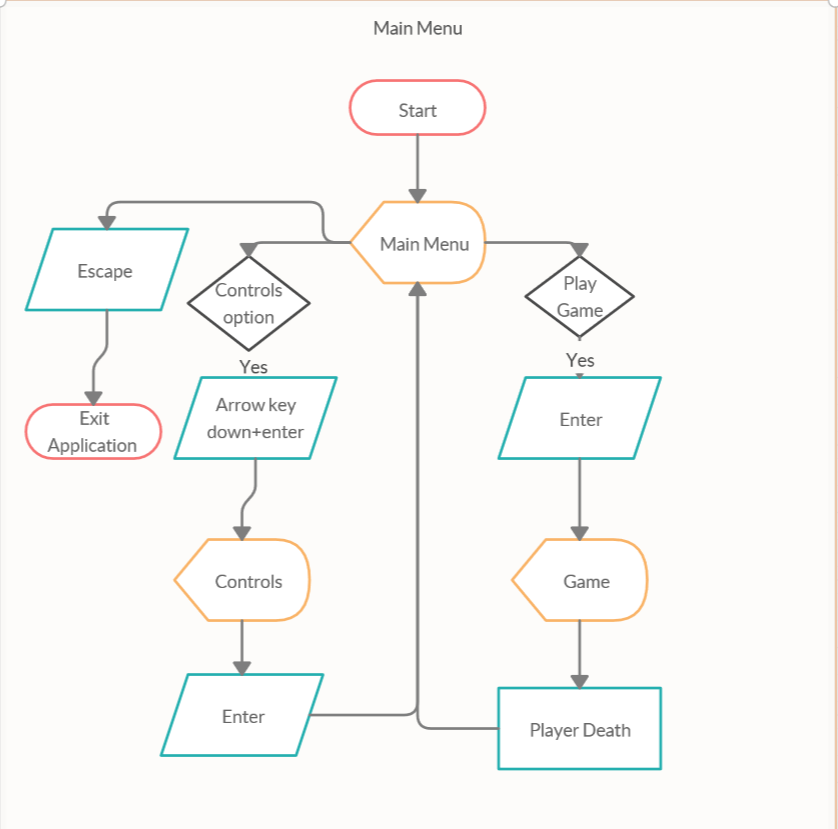 Main Menu
Start
Main Menu
Escape
Controls
option
Play
Game
Yes
Yes
Arrow key
down+enter
Enter
Exit
Application
Controls
Game
Enter
Player Death